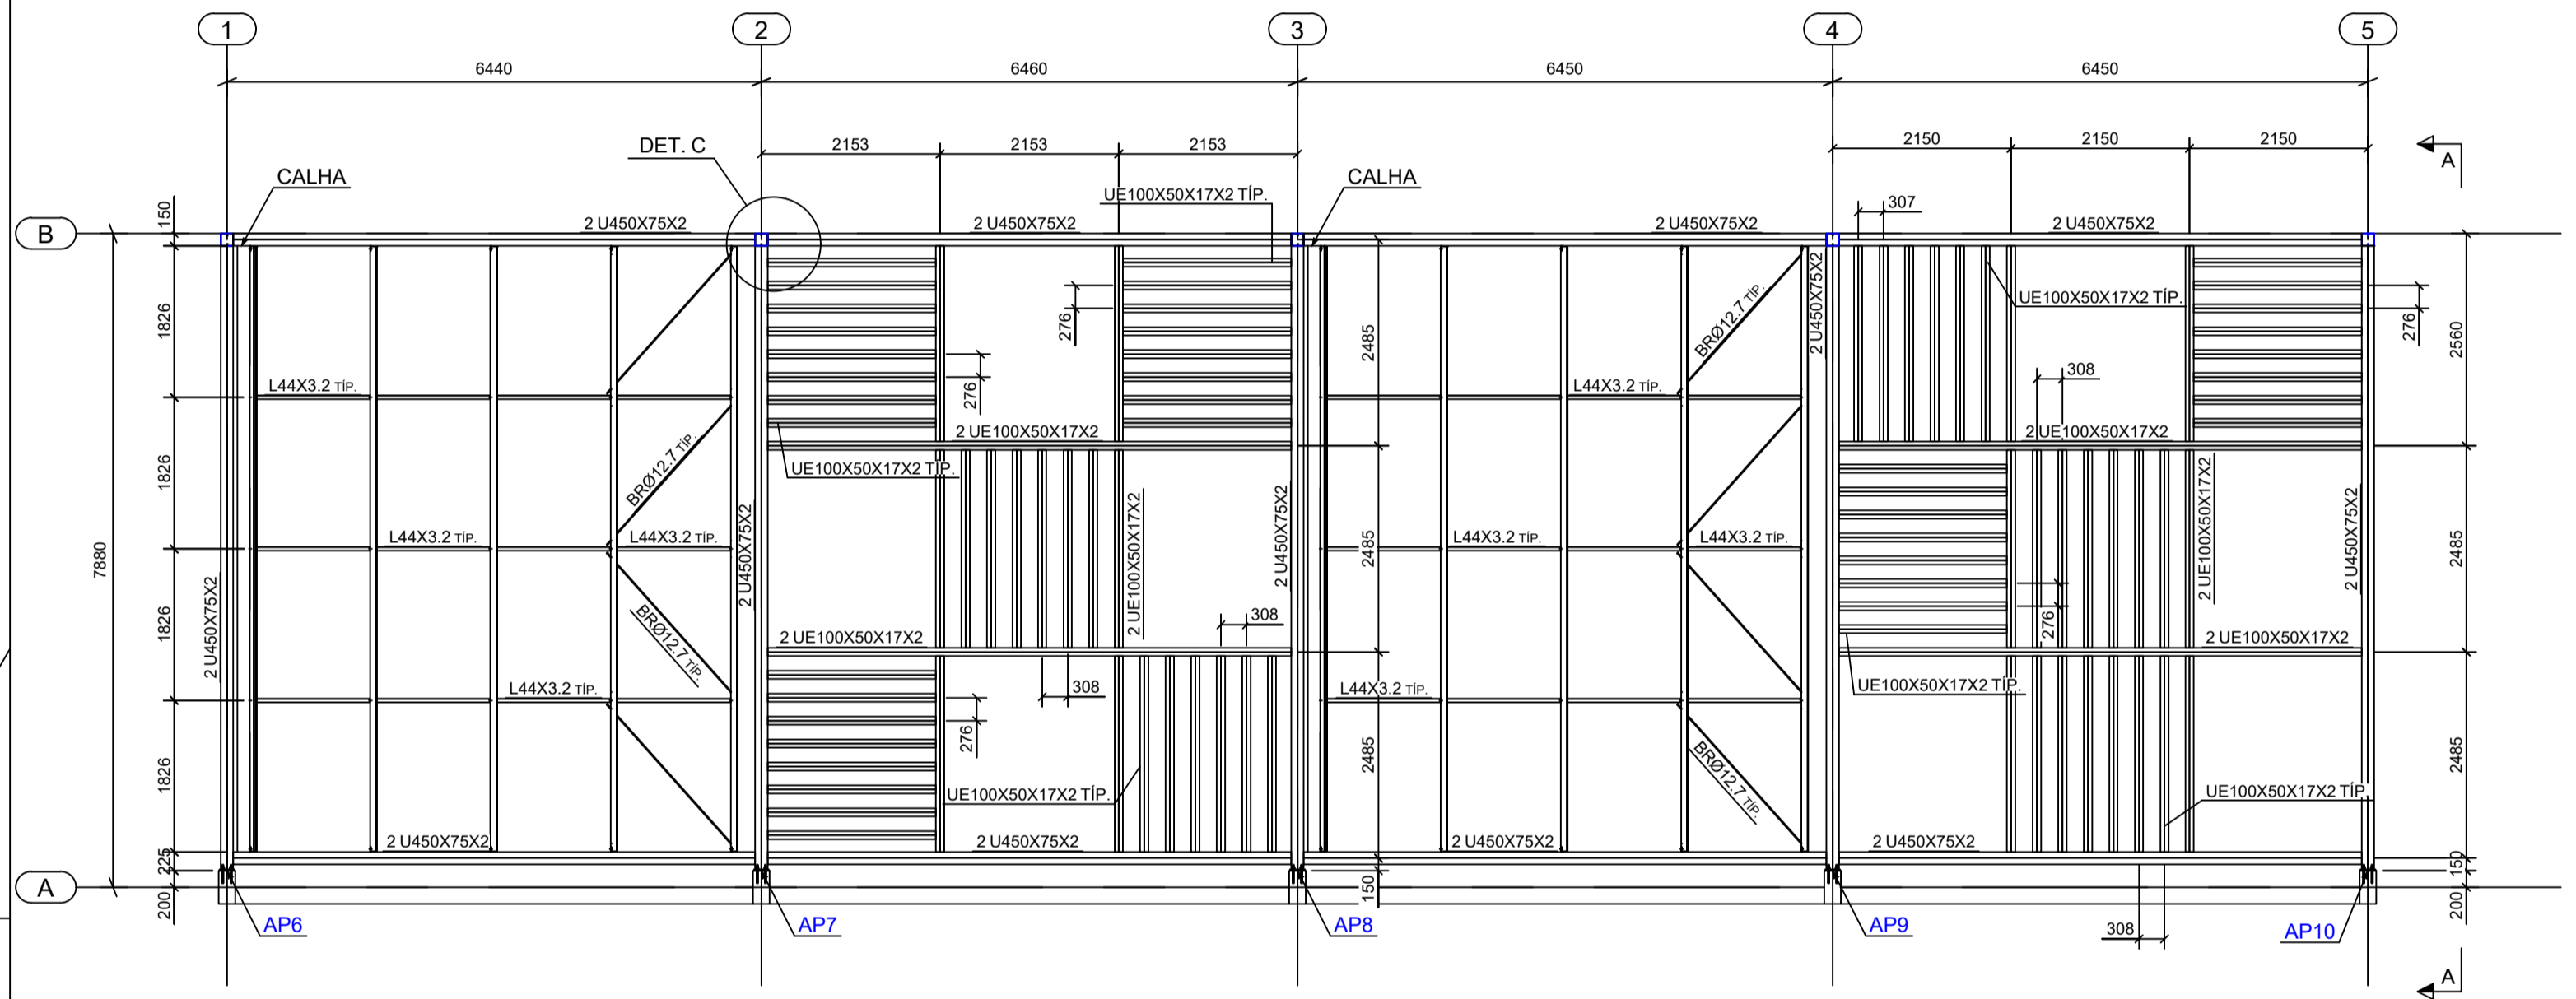 1
2
3
4
5
6440
6460
6450
6450
DET. C
2153
2153
2153
2150
2150
2150
A
CALHA
CALHA
UE100X50X17X2 TÍP.
150
307
B
2 U450X75X2
2 U450X75X2
2 U450X75X2
2 U450X75X2
1826
276
2485
BRØ12.7 TÍP.
2 U450X75X2
UE100X50X17X2 TÍP.
276
2560
276
308
L44X3.2 TÍP.
L44X3.2 TÍP.
2 UE100X50X17X2
2 UE100X50X17X2
BRØ12.7 TÍP.
UE100X50X17X2 TÍP.
1826
7880
2 U450X75X2
2 UE100X50X17X2
2 U450X75X2
2485
2 UE100X50X17X2
2 U450X75X2
2485
L44X3.2 TÍP.
L44X3.2 TÍP.
L44X3.2 TÍP.
L44X3.2 TÍP.
2 U450X75X2
1826
BRØ12.7 TÍP.
276
308
2 UE100X50X17X2
2 UE100X50X17X2
L44X3.2 TÍP.
308
L44X3.2 TÍP.
UE100X50X17X2 TÍP.
276
1826
2485
BRØ12.7 TÍP.
2485
UE100X50X17X2 TÍP.
UE100X50X17X2 TÍP
2 U450X75X2
2 U450X75X2
2 U450X75X2
2 U450X75X2
225
150
150
A
200
200
AP6
AP7
AP8
AP9
308
AP10
A